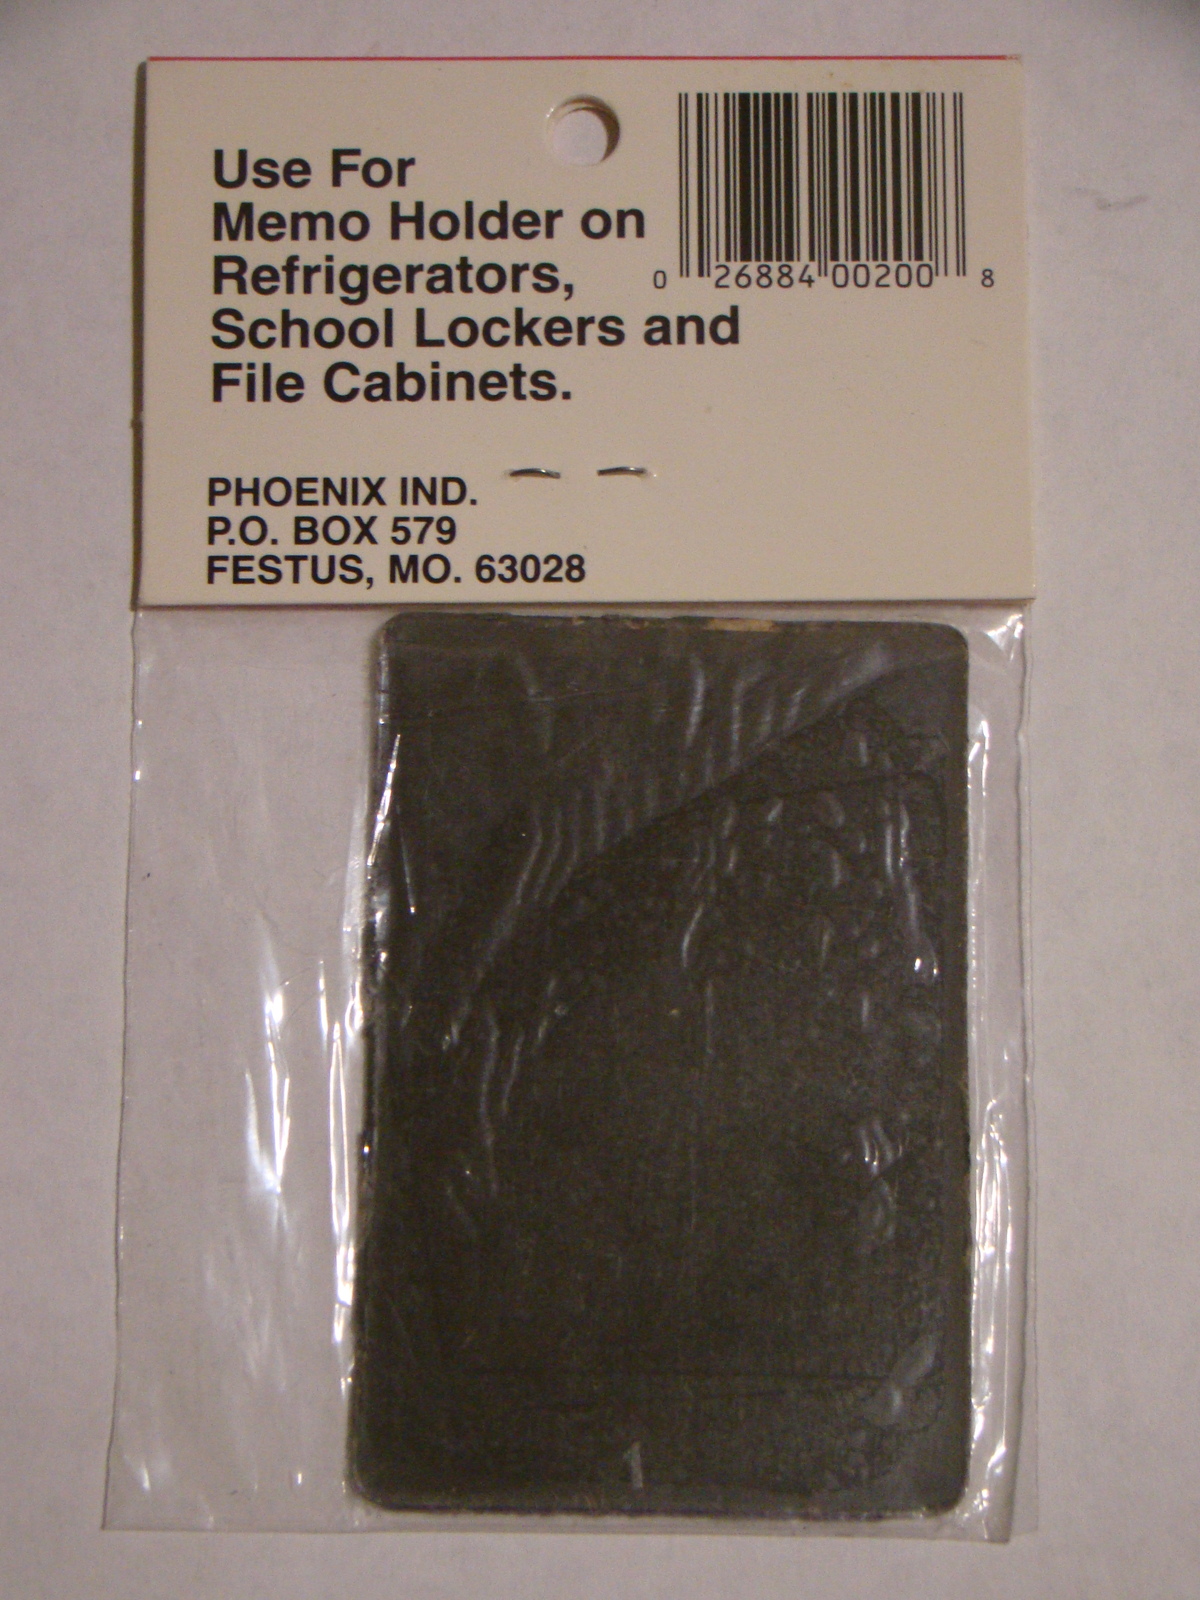 Use For
Memo Holder on
Refrigerators,
School Lockers and
File Cabinets.
0 26884 00200 8
PHOENIX IND.
P.O. BOX 579
FESTUS, MO. 63028
1